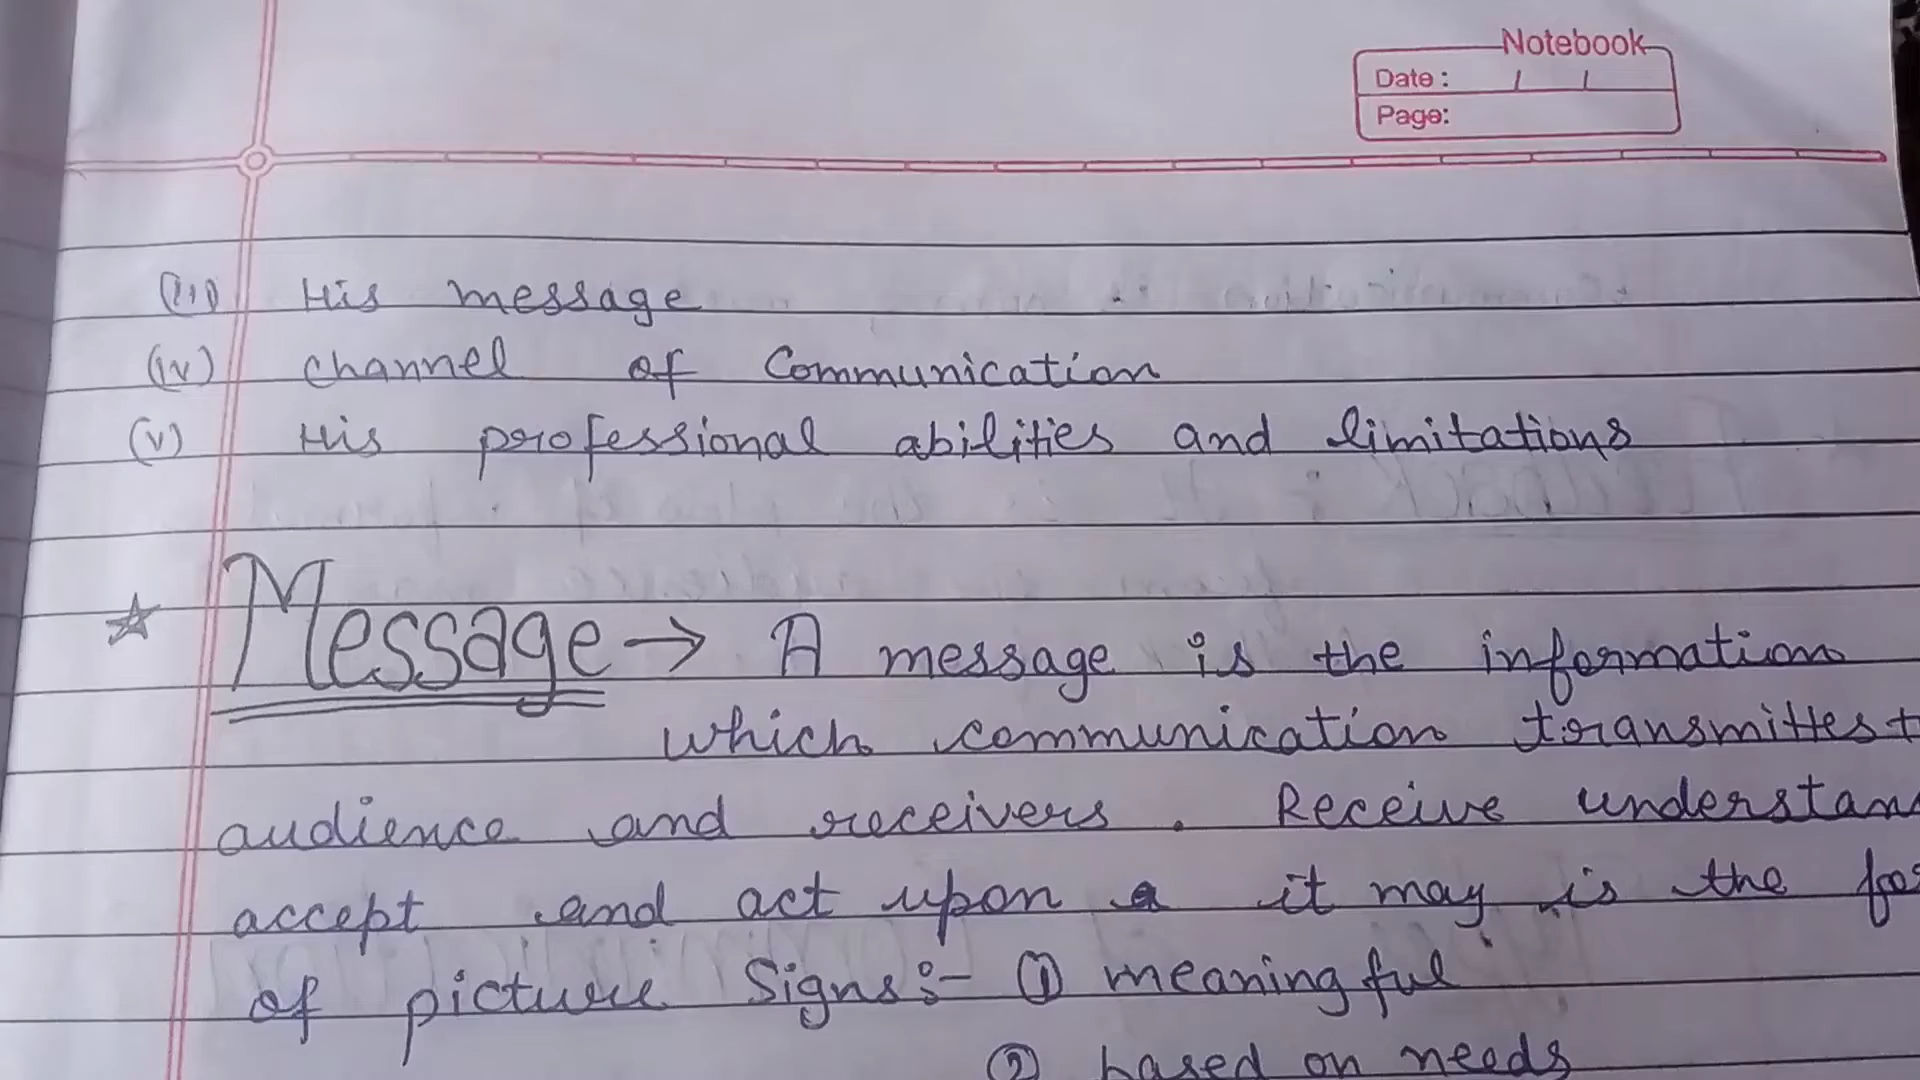 Notebook
Date : / /
Page:
(iii) His message
(iv) channel of Communication
(v) His professional abilities and limitations
☆ Message → A message is the information
which communication transmittes t
audience and receivers. Receive understan
accept and act upon it may is the for
of picture Signs:- ① meaningful
② based on needs